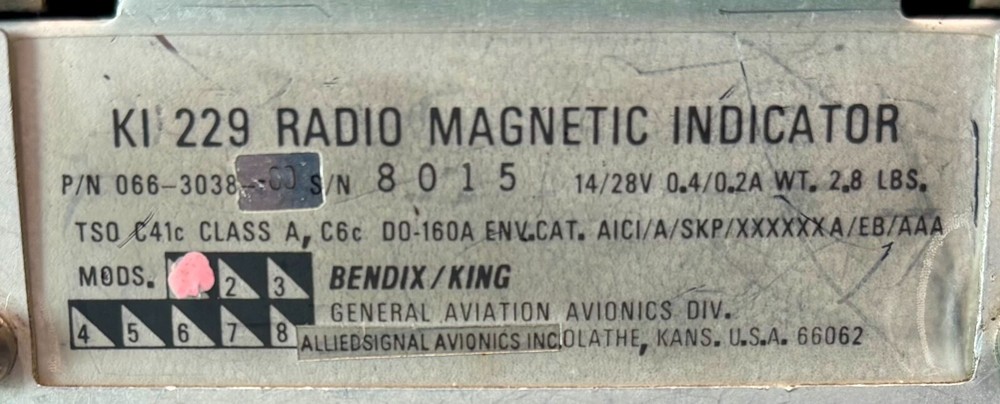 KI 229 RADIO MAGNETIC INDICATOR
P/N 066-3038-00 S/N 8015 14/28V 0.4/0.2A WT. 2.8 LBS.
TSO C41c CLASS A, C6c DO-160A ENV.CAT. AICI/A/SKP/XXXXXXA/EB/AAA
MODS. 2 3 BENDIX/KING
GENERAL AVIATION AVIONICS DIV.
4 5 6 7 8 ALLIEDSIGNAL AVIONICS INC. OLATHE, KANS. U.S.A. 66062